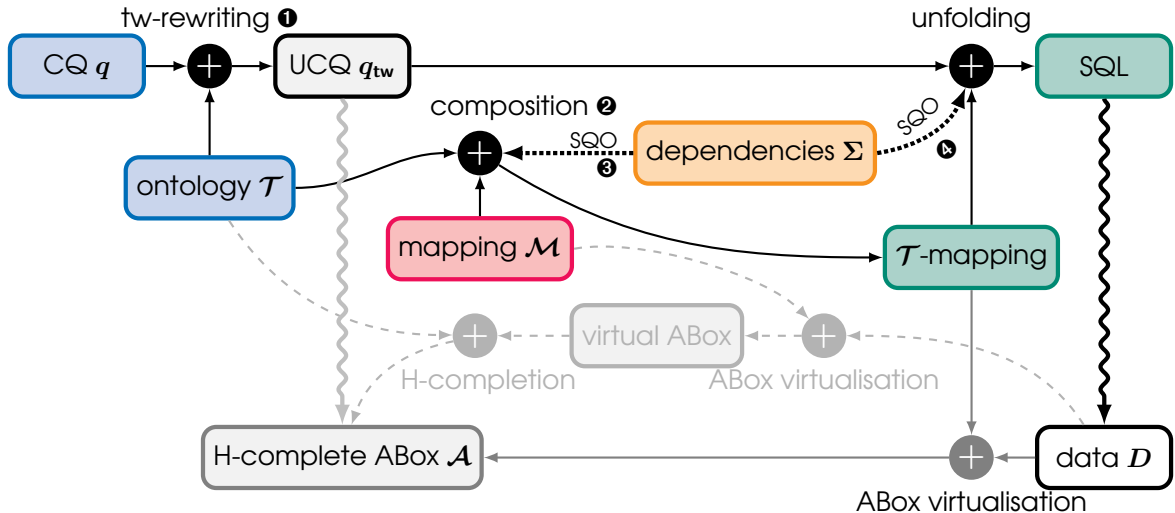 tw-rewriting ❶
unfolding
CQ q
+
UCQ q_tw
+
SQL
composition ❷
+
SQO
❸
dependencies Σ
SQO
❹
ontology 𝒯
mapping ℳ
𝒯-mapping
+
virtual ABox
+
H-completion
ABox virtualisation
H-complete ABox 𝒜
+
data D
ABox virtualisation